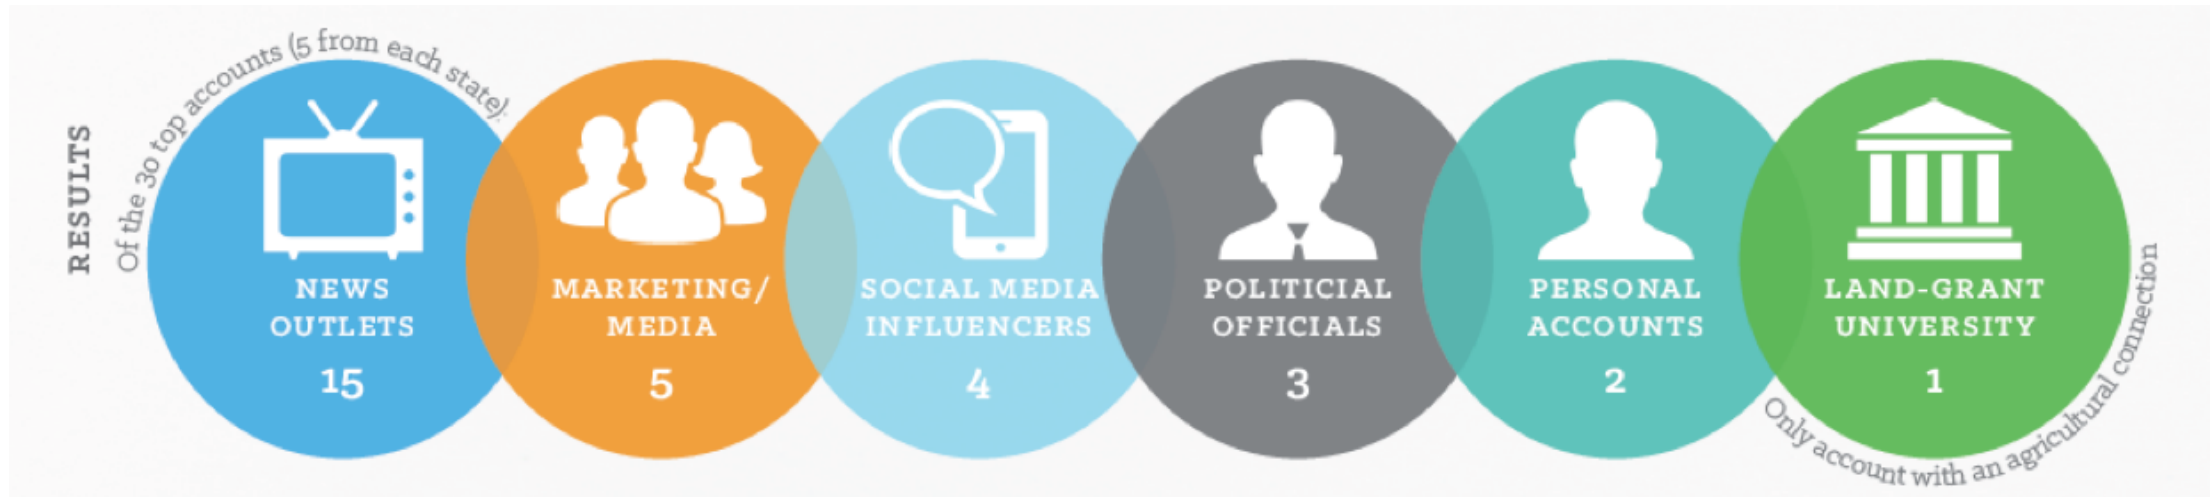 RESULTS
Of the 30 top accounts (5 from each state):
NEWS
OUTLETS
15
MARKETING/
MEDIA
5
SOCIAL MEDIA
INFLUENCERS
4
POLITICIAL
OFFICIALS
3
PERSONAL
ACCOUNTS
2
LAND-GRANT
UNIVERSITY
1
Only account with an agricultural connection